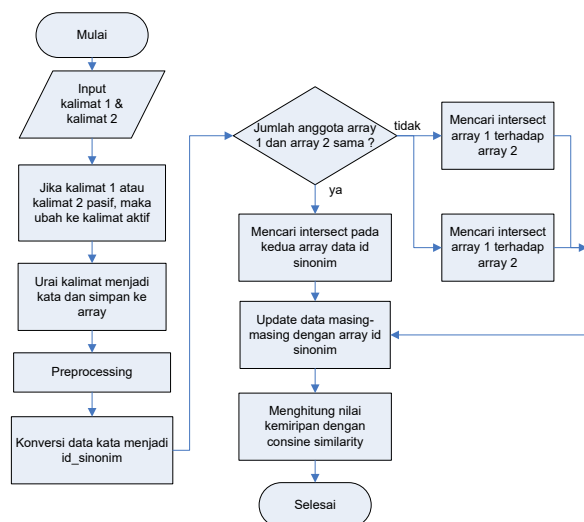 Mulai
Input
kalimat 1 &
kalimat 2
Jika kalimat 1 atau
kalimat 2 pasif, maka
ubah ke kalimat aktif
Urai kalimat menjadi
kata dan simpan ke
array
Preprocessing
Konversi data kata menjadi
id_sinonim
Jumlah anggota array
1 dan array 2 sama ?
tidak
ya
Mencari intersect
array 1 terhadap
array 2
Mencari intersect
array 1 terhadap
array 2
Mencari intersect pada
kedua array data id
sinonim
Update data masing-
masing dengan array id
sinonim
Menghitung nilai
kemiripan dengan
consine similarity
Selesai